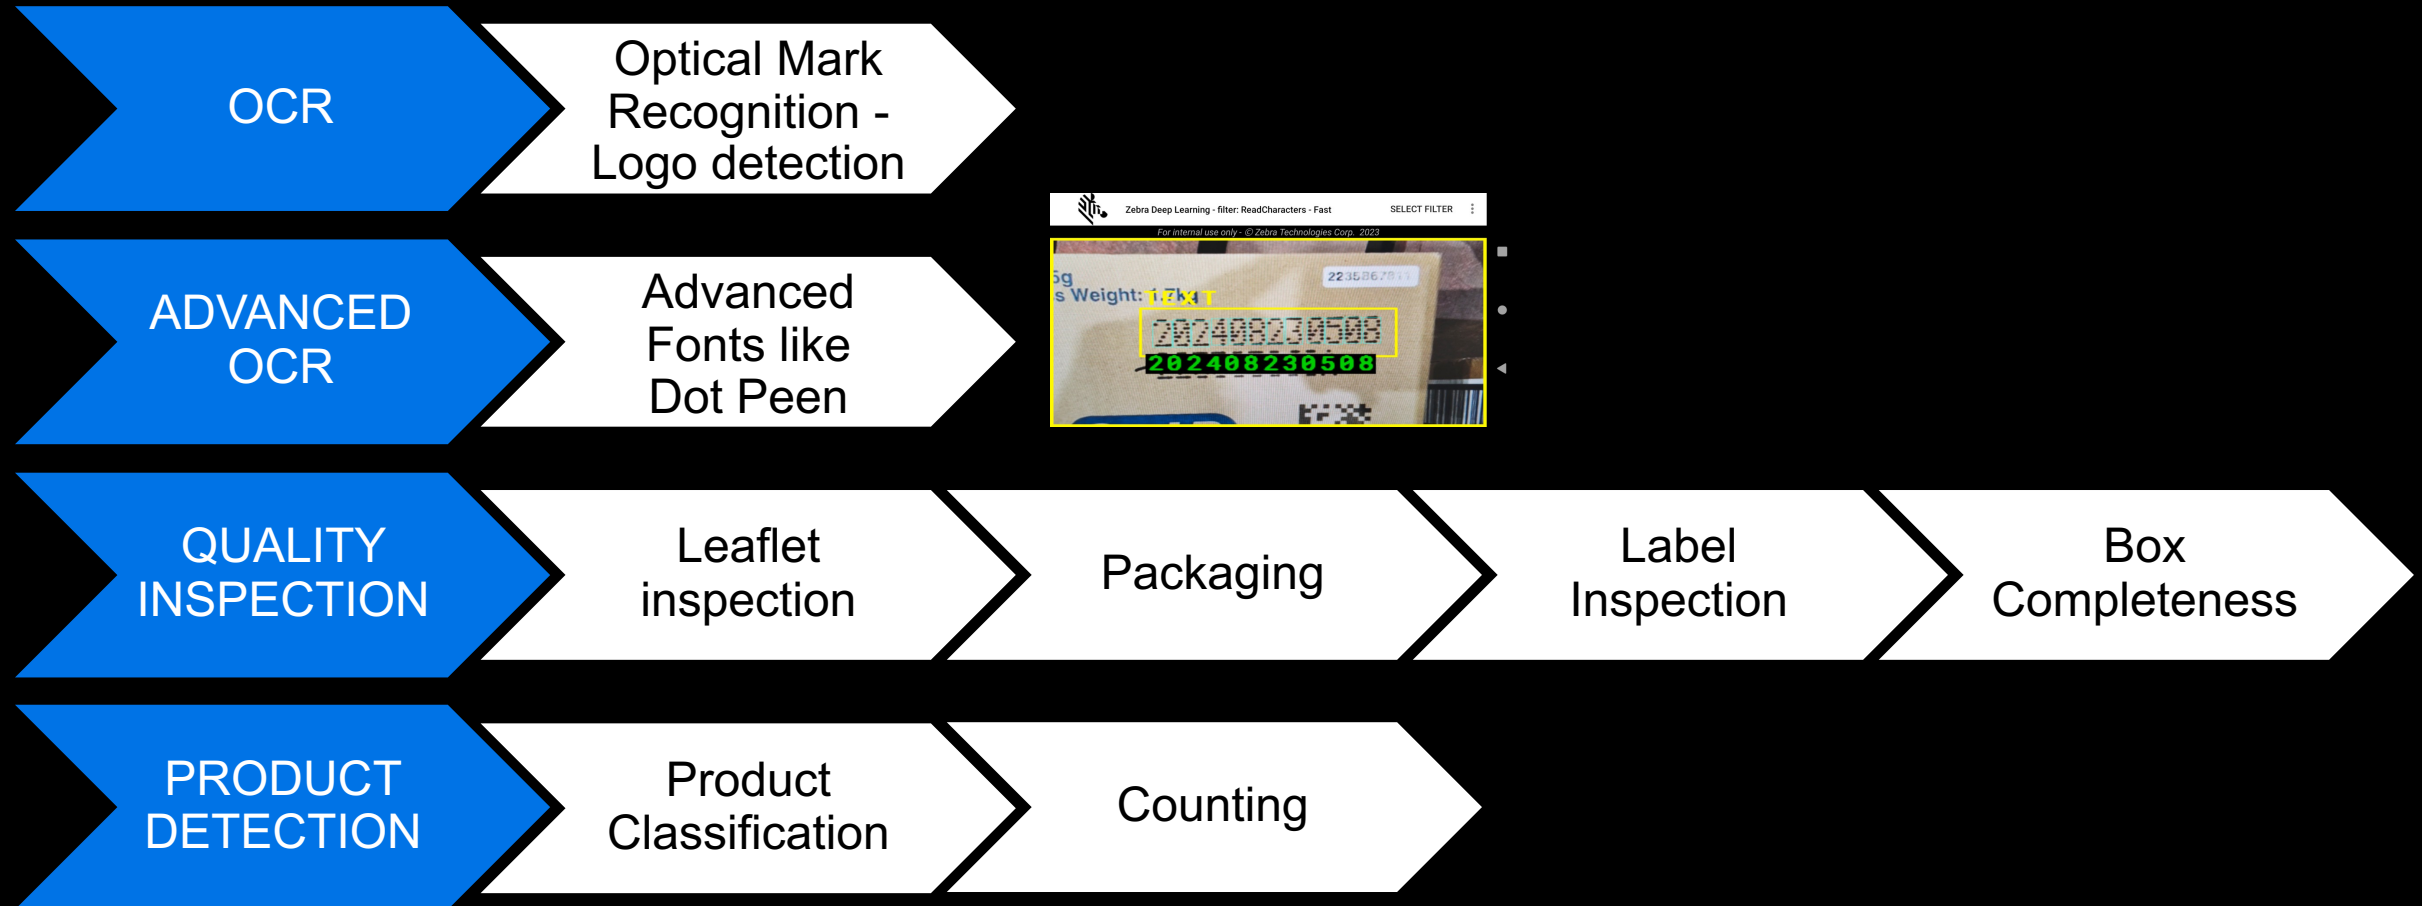 OCR
Optical Mark
Recognition -
Logo detection
ADVANCED
OCR
Advanced
Fonts like
Dot Peen
Zebra Deep Learning - filter: ReadCharacters - Fast
SELECT FILTER
For internal use only - © Zebra Technologies Corp. 2023
5g
s Weight: 1.7kg
TEXT
202408230508
202408230508
QUALITY
INSPECTION
Leaflet
inspection
Packaging
Label
Inspection
Box
Completeness
PRODUCT
DETECTION
Product
Classification
Counting